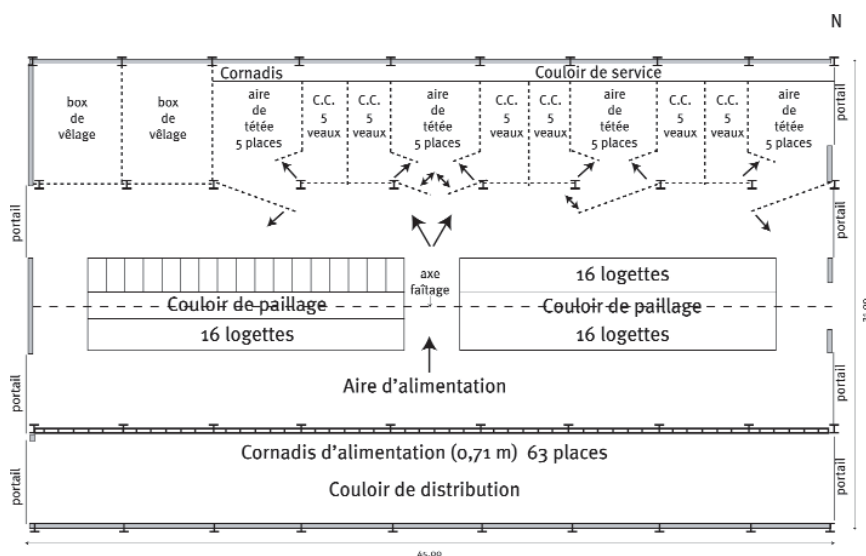 N
Cornadis
Couloir de service
box
de
vêlage
box
de
vêlage
aire
de
tétée
5 places
C.C.
5
veaux
C.C.
5
veaux
aire
de
tétée
5 places
C.C.
5
veaux
C.C.
5
veaux
aire
de
tétée
5 places
C.C.
5
veaux
C.C.
5
veaux
aire
de
tétée
5 places
portail
portail
portail
axe
faîtage
16 logettes
Couloir de paillage
Couloir de paillage
16 logettes
16 logettes
portail
portail
Aire d'alimentation
Cornadis d'alimentation (0,71 m) 63 places
Couloir de distribution
portail
portail